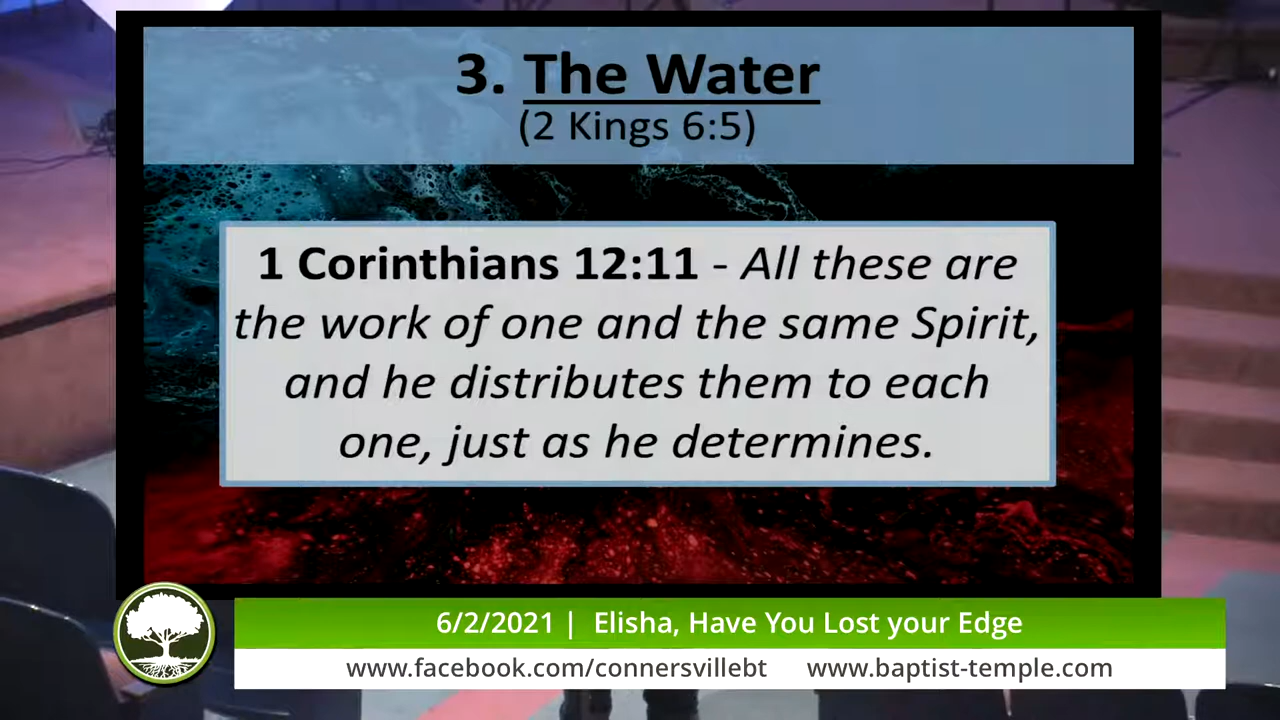 3. The Water
(2 Kings 6:5)
1 Corinthians 12:11 - All these are
the work of one and the same Spirit,
and he distributes them to each
one, just as he determines.
6/2/2021 | Elisha, Have You Lost your Edge
www.facebook.com/connersvillebt www.baptist-temple.com